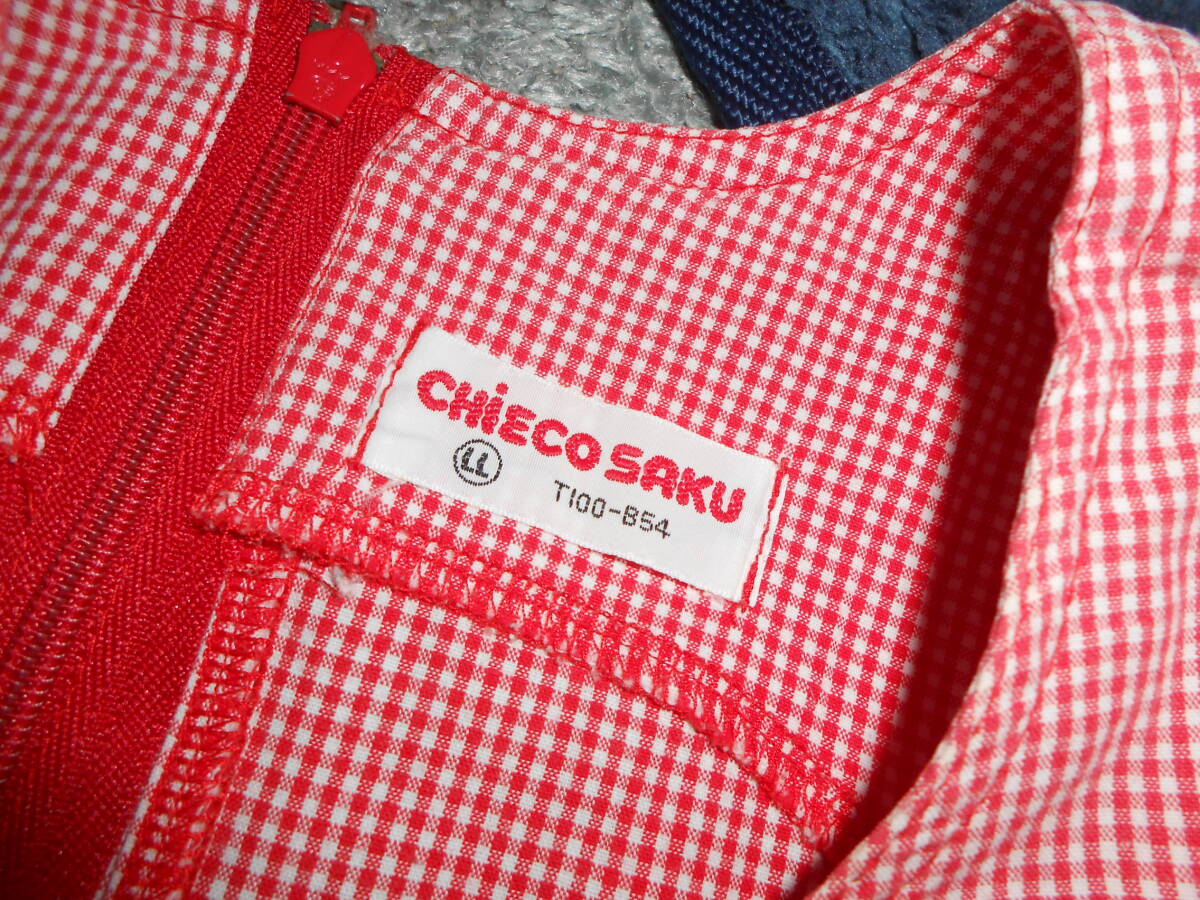 CHiECO SAKU
LL T100-B54